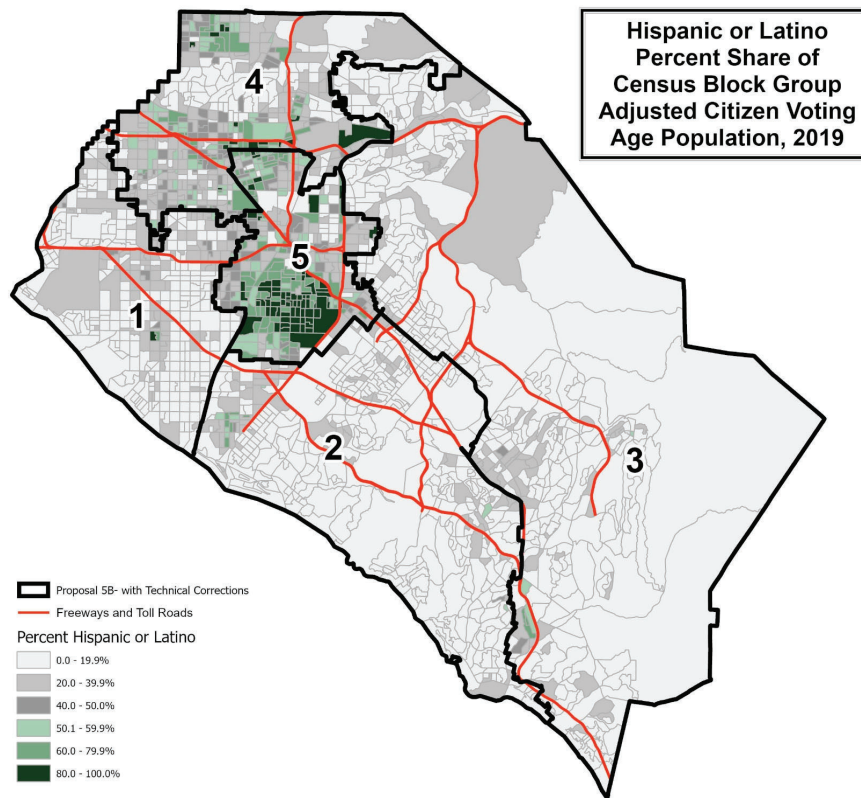 Hispanic or Latino
Percent Share of
Census Block Group
Adjusted Citizen Voting
Age Population, 2019
4
5
1
2
3
Proposal 5B- with Technical Corrections
Freeways and Toll Roads
Percent Hispanic or Latino
0.0 - 19.9%
20.0 - 39.9%
40.0 - 50.0%
50.1 - 59.9%
60.0 - 79.9%
80.0 - 100.0%